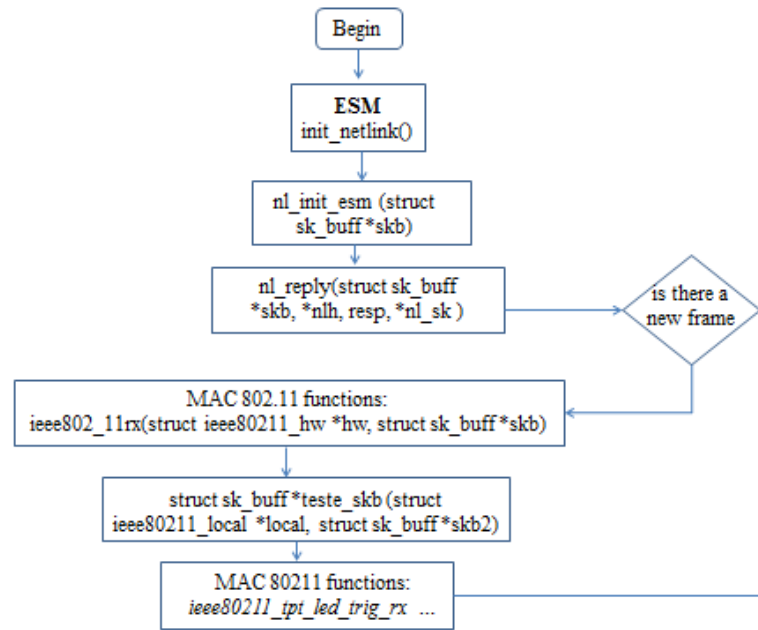 Begin
ESM
init_netlink()
nl_init_esm (struct
sk_buff *skb)
nl_reply(struct sk_buff
*skb, *nlh, resp, *nl_sk )
is there a
new frame
MAC 802.11 functions:
ieee802_11rx(struct ieee80211_hw *hw, struct sk_buff *skb)
struct sk_buff *teste_skb (struct
ieee80211_local *local, struct sk_buff *skb2)
MAC 80211 functions:
ieee80211_tpt_led_trig_rx ...